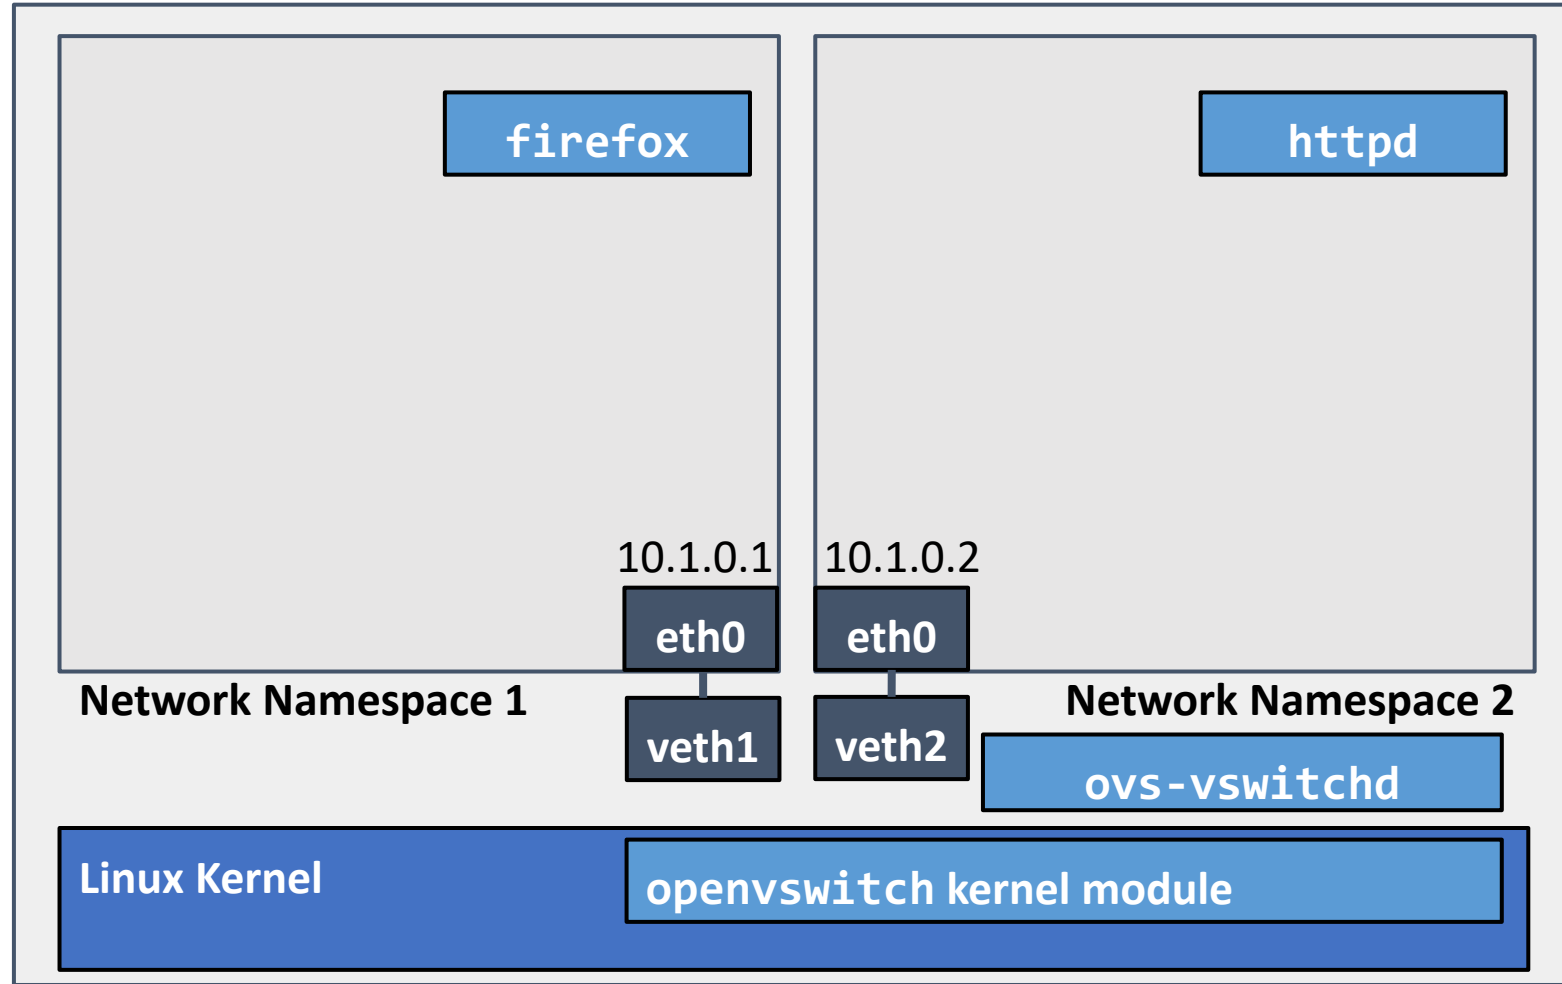 firefox
httpd
10.1.0.1
10.1.0.2
eth0
eth0
Network Namespace 1
Network Namespace 2
veth1
veth2
ovs-vswitchd
Linux Kernel
openvswitch kernel module